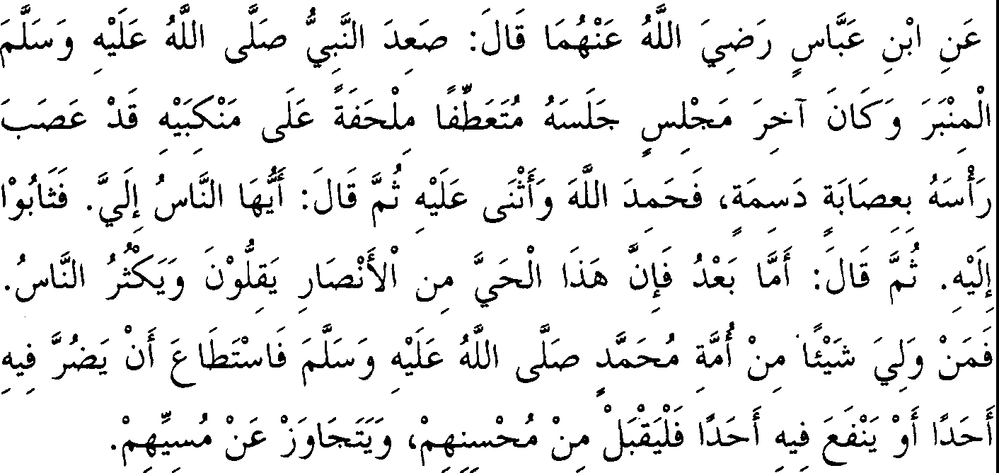 عَنِ ابْنِ عَبَّاسٍ رَضِيَ اللَّهُ عَنْهُمَا قَالَ: صَعِدَ النَّبِيُّ صَلَّى اللَّهُ عَلَيْهِ وَسَلَّمَ
الْمِنْبَرَ وَكَانَ آخِرَ مَجْلِسٍ جَلَسَهُ مُتَعَطِّفًا مِلْحَفَةً عَلَى مَنْكِبَيْهِ قَدْ عَصَبَ
رَأْسَهُ بِعِصَابَةٍ دَسِمَةٍ، فَحَمِدَ اللَّهَ وَأَثْنَى عَلَيْهِ ثُمَّ قَالَ: أَيُّهَا النَّاسُ إِلَيَّ. فَثَابُوْا
إِلَيْهِ. ثُمَّ قَالَ: أَمَّا بَعْدُ فَإِنَّ هَذَا الْحَيَّ مِنِ الْأَنْصَارِ يَقِلُّوْنَ وَيَكْثُرُ النَّاسُ.
فَمَنْ وَلِيَ شَيْئًا مِنْ أُمَّةِ مُحَمَّدٍ صَلَّى اللَّهُ عَلَيْهِ وَسَلَّمَ فَاسْتَطَاعَ أَنْ يَضُرَّ فِيهِ
أَحَدًا أَوْ يَنْفَعَ فِيهِ أَحَدًا فَلْيَقْبَلْ مِنْ مُحْسِنِهِمْ، وَيَتَجَاوَزْ عَنْ مُسِيِّهِمْ.